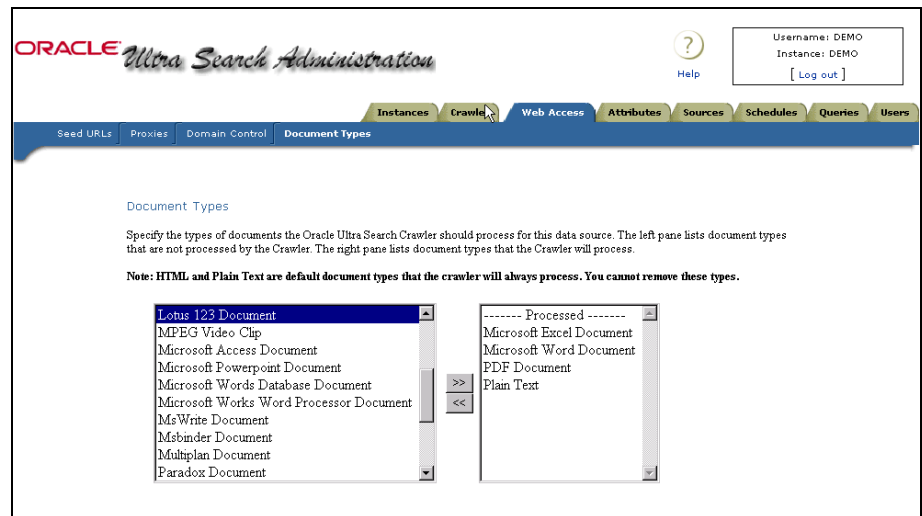 ORACLE Ultra Search Administration
?
Help
Username: DEMO
Instance: DEMO
[ Log out ]
Instances Crawler Web Access Attributes Sources Schedules Queries Users
Seed URLs Proxies Domain Control Document Types
Document Types
Specify the types of documents the Oracle Ultra Search Crawler should process for this data source. The left pane lists document types
that are not processed by the Crawler. The right pane lists document types that the Crawler will process.
Note: HTML and Plain Text are default document types that the crawler will always process. You cannot remove these types.
Lotus 123 Document
MPEG Video Clip
Microsoft Access Document
Microsoft Powerpoint Document
Microsoft Words Database Document
Microsoft Works Word Processor Document
MsWrite Document
Msbinder Document
Multiplan Document
Paradox Document
>>
<<
------- Processed -------
Microsoft Excel Document
Microsoft Word Document
PDF Document
Plain Text